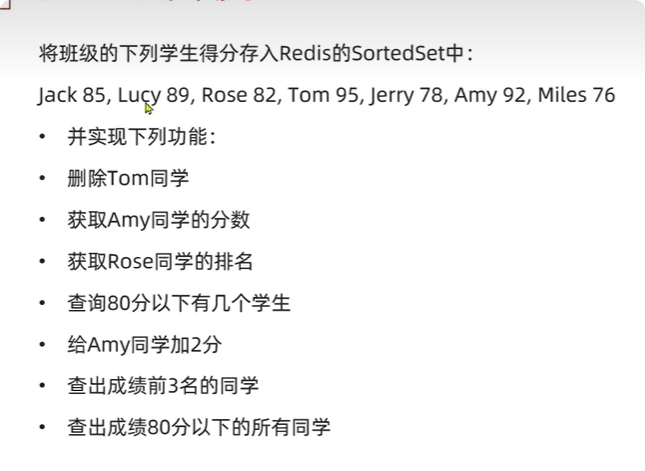 将班级的下列学生得分存入Redis的SortedSet中：
Jack 85, Lucy 89, Rose 82, Tom 95, Jerry 78, Amy 92, Miles 76
• 并实现下列功能：
• 删除Tom同学
• 获取Amy同学的分数
• 获取Rose同学的排名
• 查询80分以下有几个学生
• 给Amy同学加2分
• 查出成绩前3名的同学
• 查出成绩80分以下的所有同学